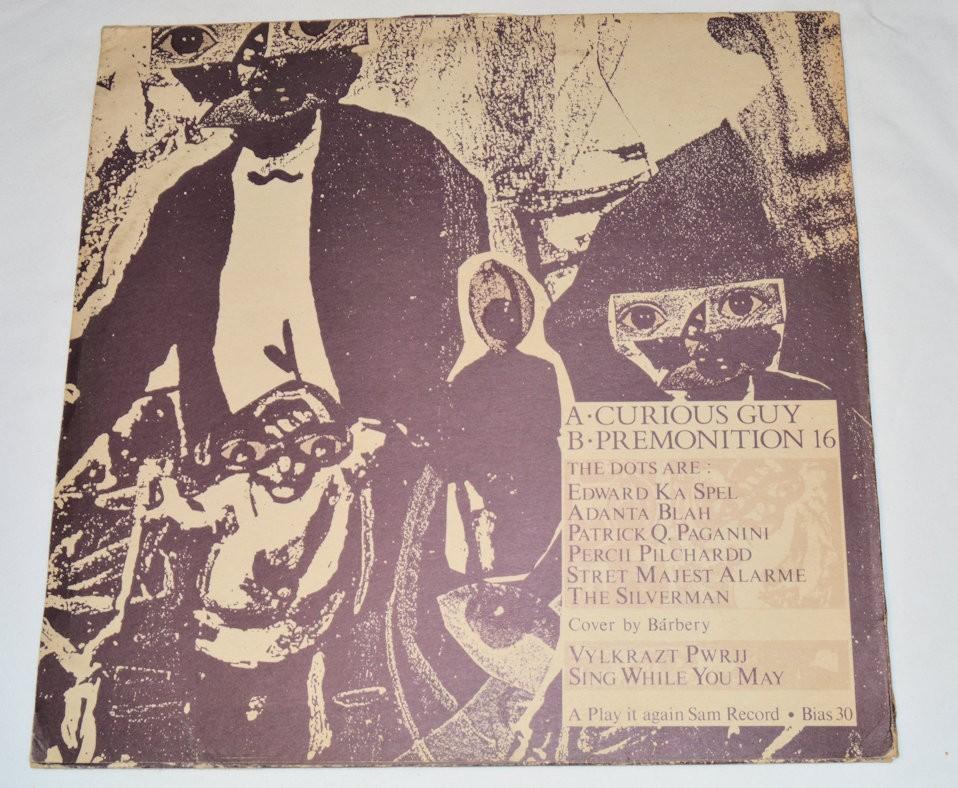 A • CURIOUS GUY
B • PREMONITION 16
THE DOTS ARE :
EDWARD KA SPEL
ADANTA BLAH
PATRICK Q. PAGANINI
PERCII PILCHARDD
STRET MAJEST ALARME
THE SILVERMAN
Cover by Bárbery
VYLKRAZT PWRJJ
SING WHILE YOU MAY
A Play it again Sam Record • Bias 30